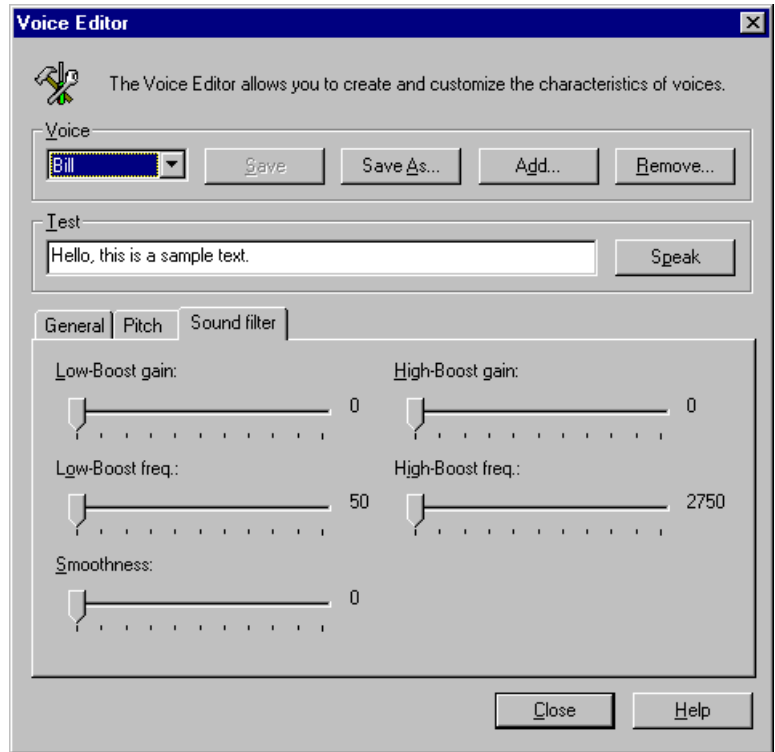 Voice Editor
The Voice Editor allows you to create and customize the characteristics of voices.
Voice
Bill Save Save As... Add... Remove...
Test
Hello, this is a sample text. Speak
General Pitch Sound filter
Low-Boost gain: High-Boost gain:
0 0
Low-Boost freq.: High-Boost freq.:
50 2750
Smoothness:
0
Close Help